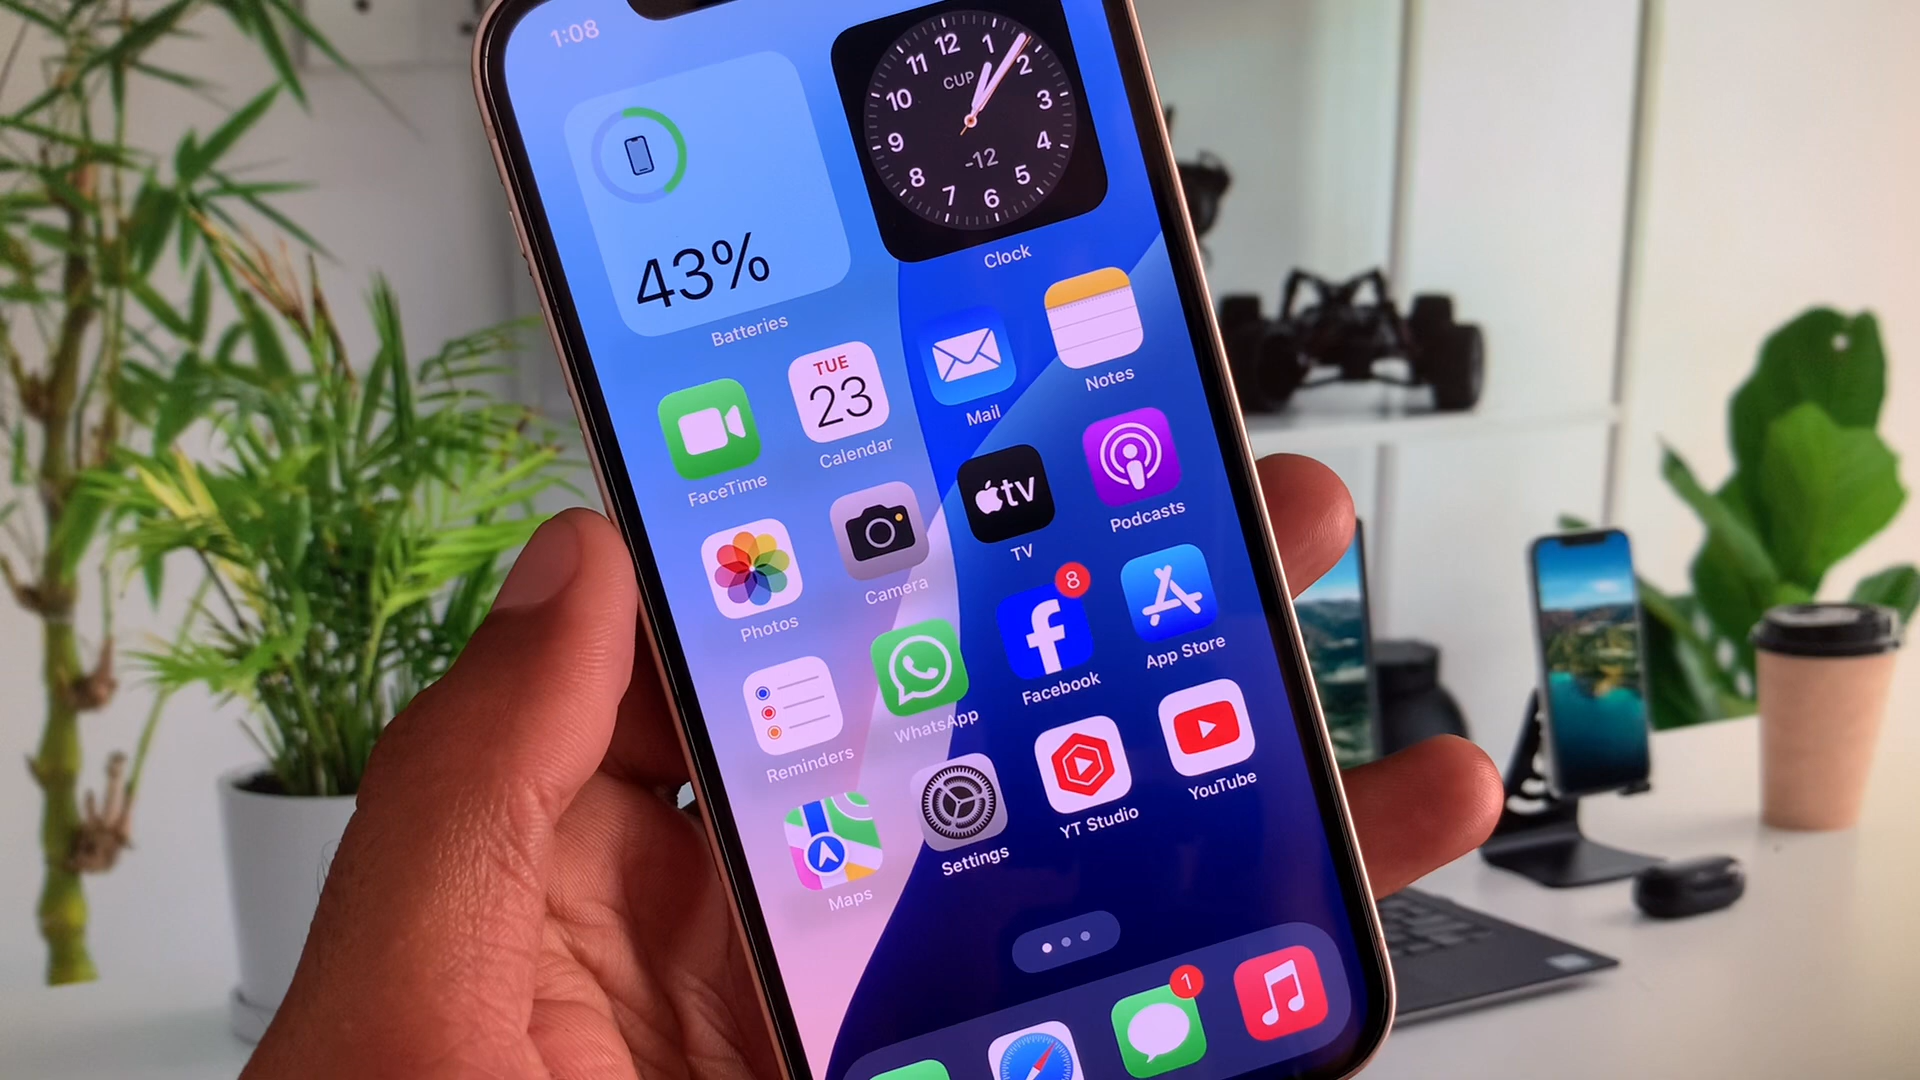 1:08
12
1
2
3
4
5
6
7
8
9
10
11
CUP
-12
43%
Batteries
Clock
TUE
23
FaceTime
Calendar
Mail
Notes
tv
Photos
Camera
TV
Podcasts
8
Reminders
WhatsApp
Facebook
App Store
Maps
Settings
YT Studio
YouTube
1